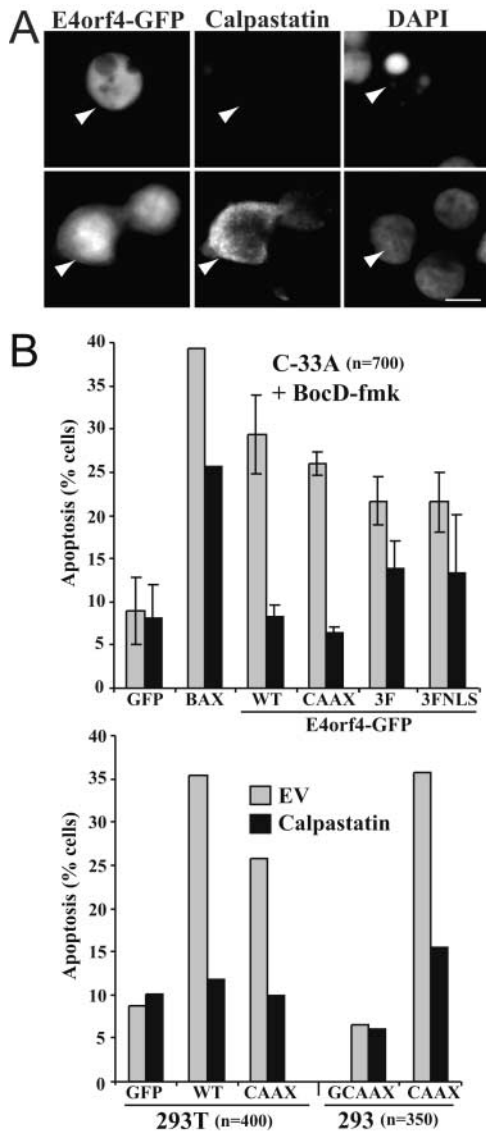 A
E4orf4-GFP Calpastatin DAPI
B
C-33A (n=700)
+ BocD-fmk
Apoptosis (% cells)
40
35
30
25
20
15
10
5
0
GFP BAX WT CAAX 3F 3FNLS
E4orf4-GFP
Apoptosis (% cells)
40
35
30
25
20
15
10
5
0
EV
Calpastatin
GFP WT CAAX GCAAX CAAX
293T (n=400) 293 (n=350)